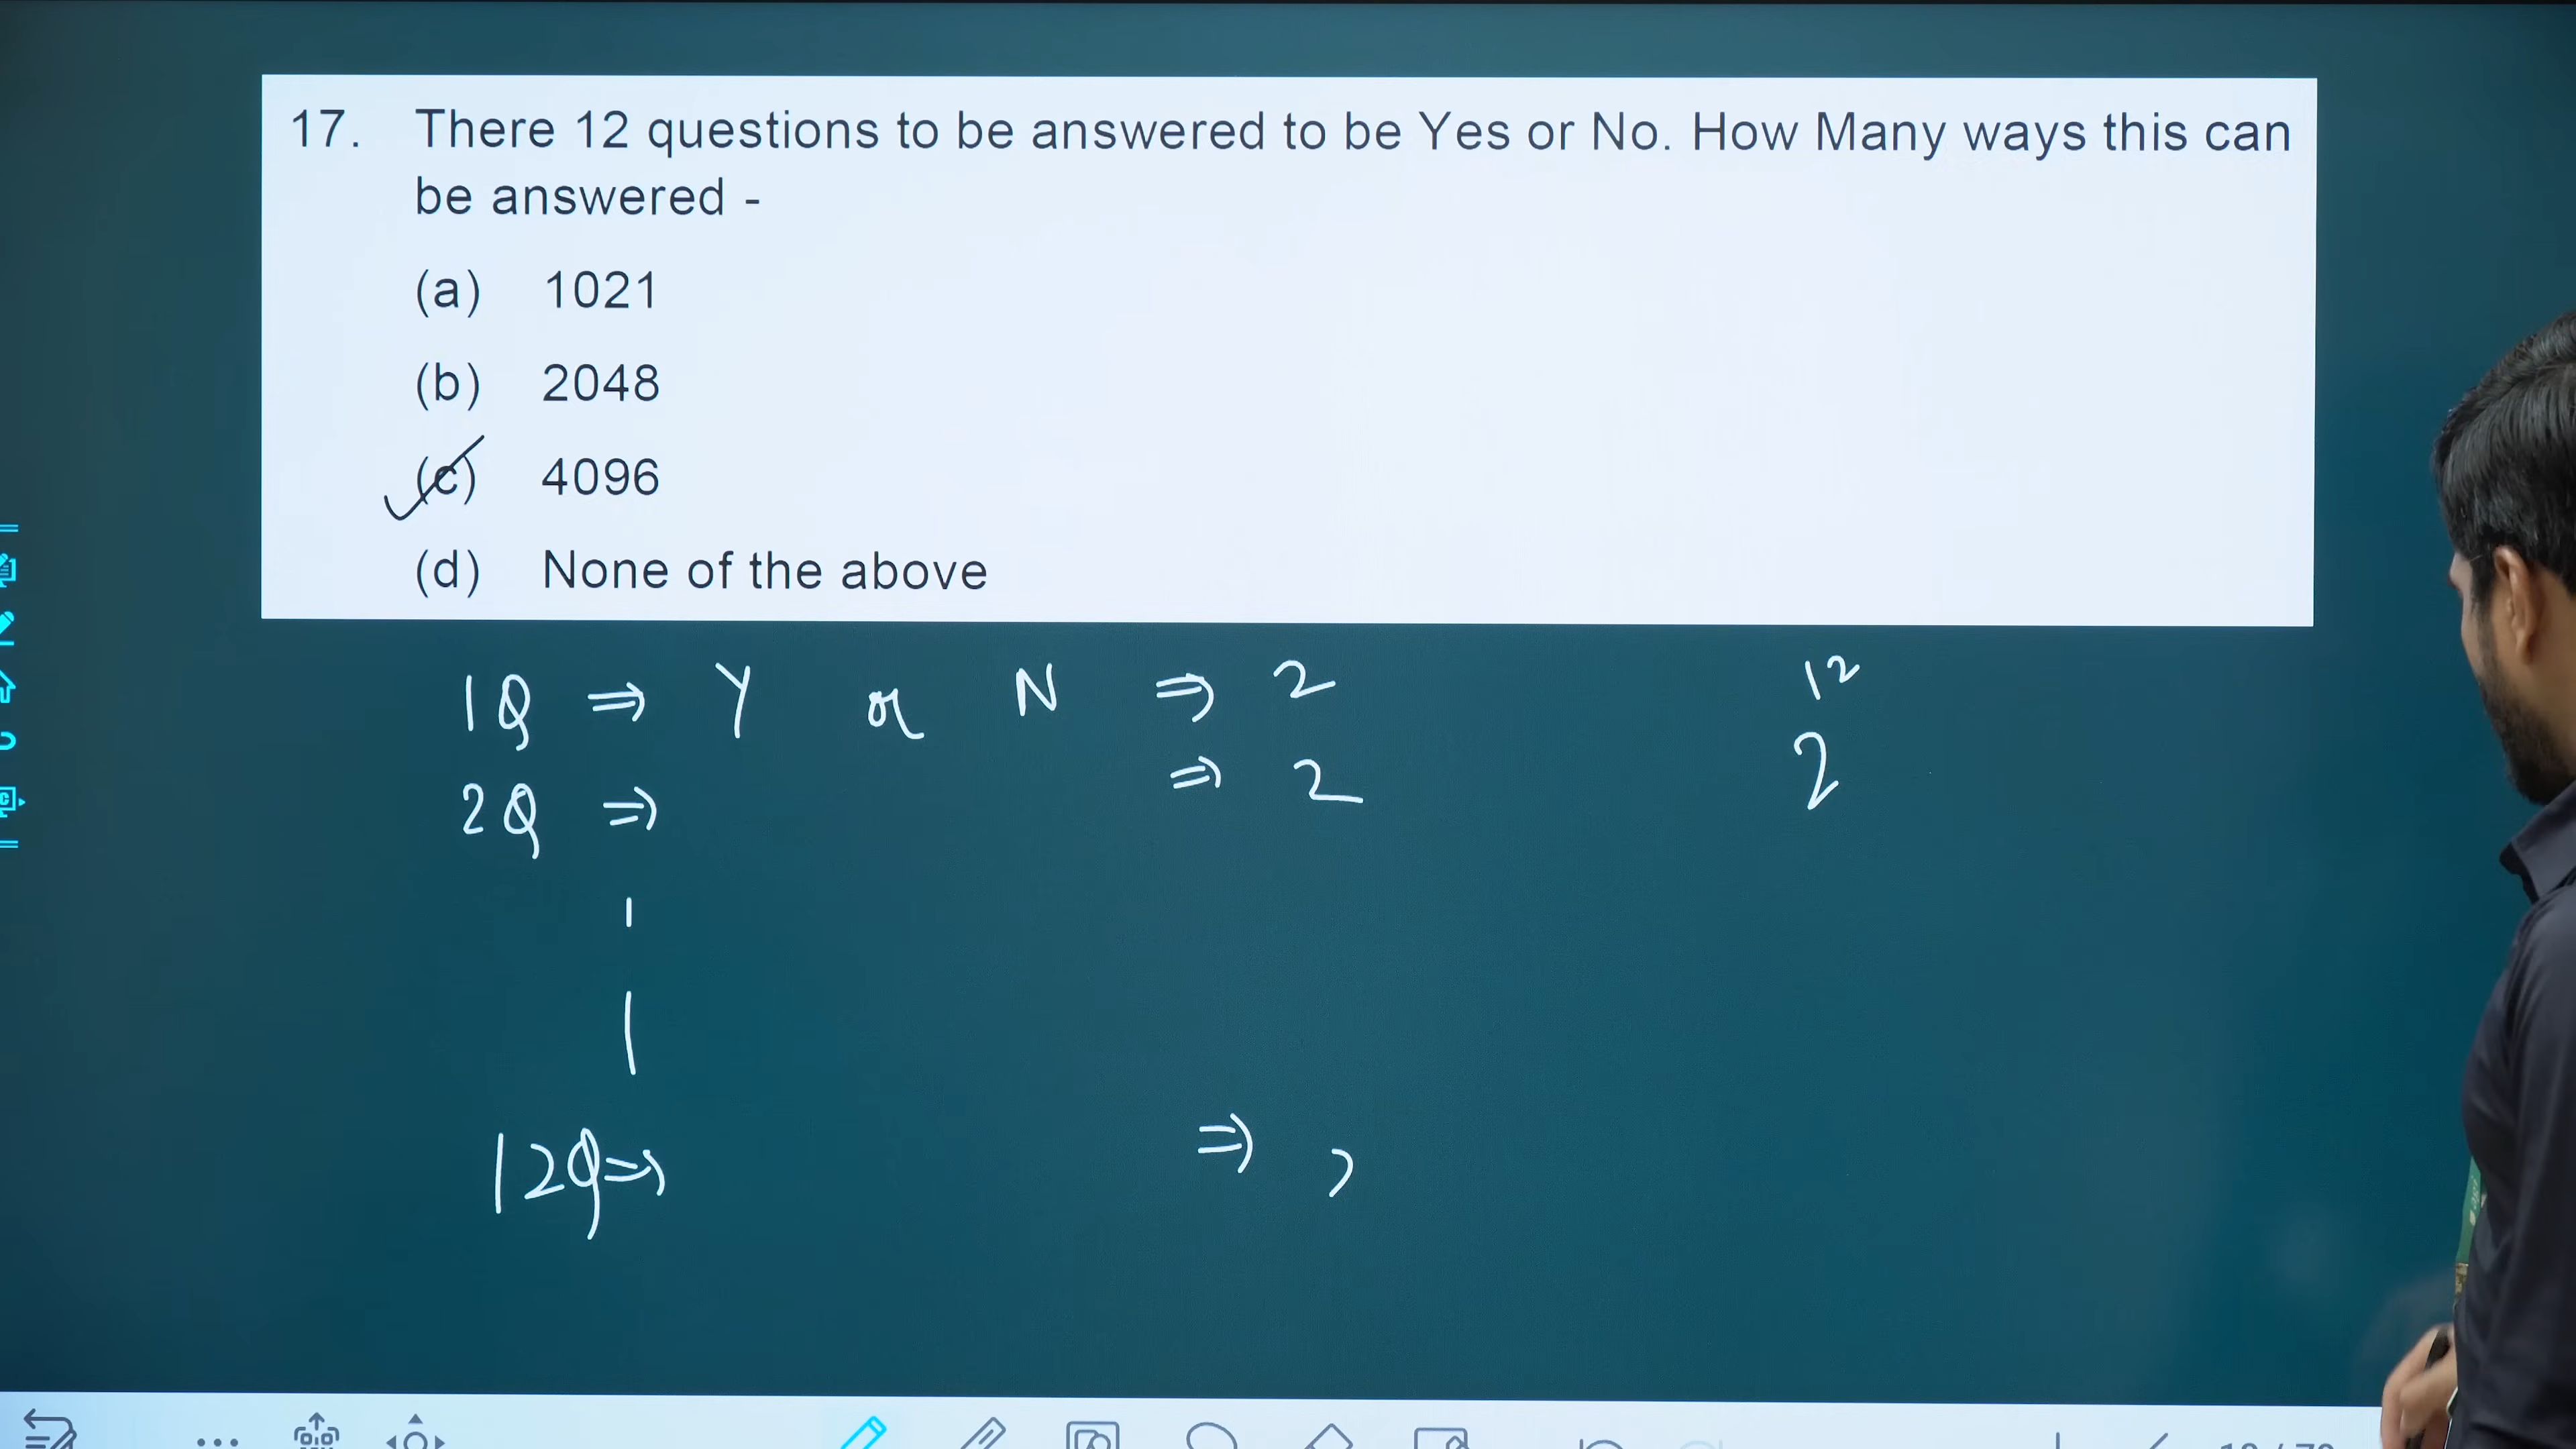 17. There 12 questions to be answered to be Yes or No. How Many ways this can
be answered -
(a) 1021
(b) 2048
(c) 4096
(d) None of the above
1Q ⇒ Y or N ⇒ 2
12
2
2Q ⇒ ⇒ 2
12Q ⇒ ⇒ 2